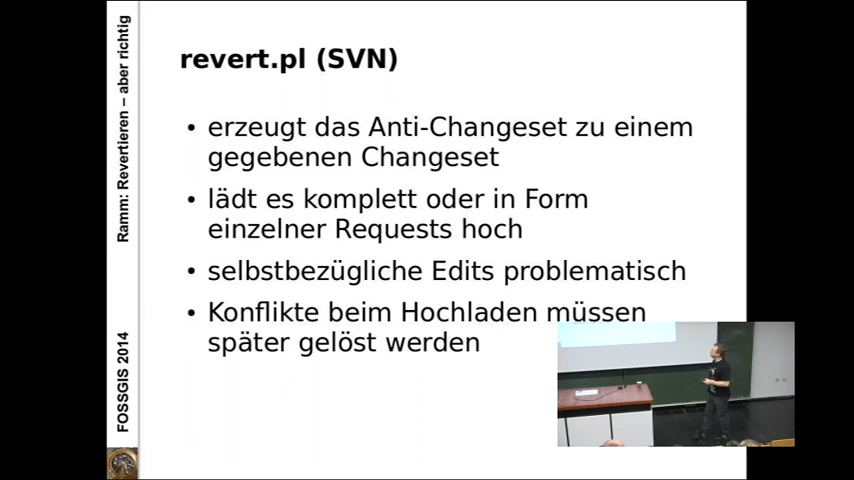 revert.pl (SVN)
• erzeugt das Anti-Changeset zu einem
gegebenen Changeset
• lädt es komplett oder in Form
einzelner Requests hoch
• selbstbezügliche Edits problematisch
• Konflikte beim Hochladen müssen
später gelöst werden
Ramm: Revertieren – aber richtig
FOSSGIS 2014